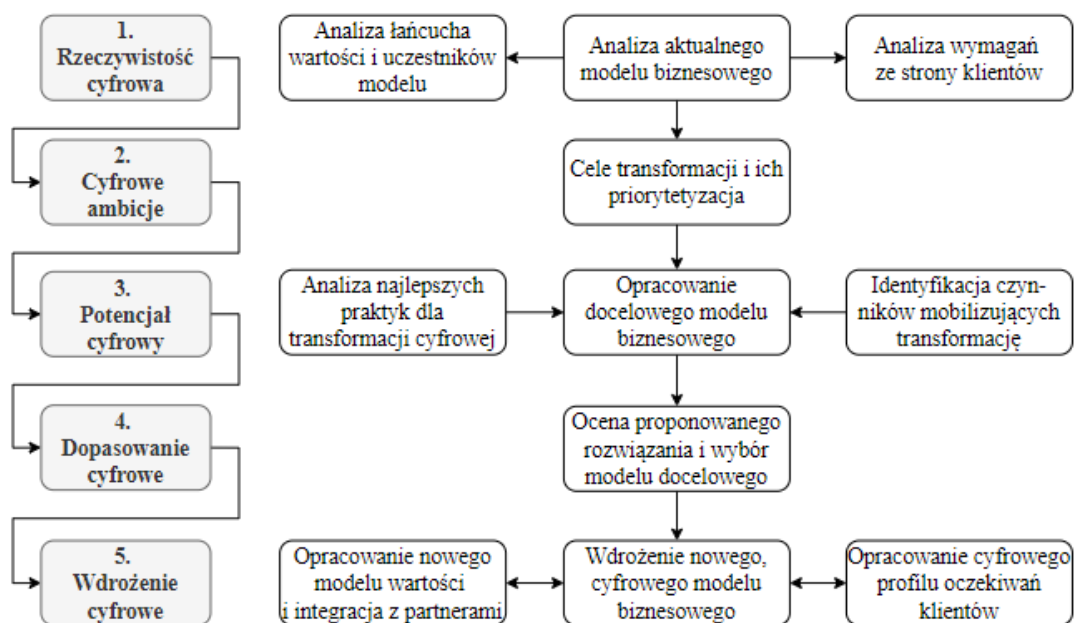 1.
Rzeczywistość
cyfrowa
Analiza łańcucha
wartości i uczestników
modelu
Analiza aktualnego
modelu biznesowego
Analiza wymagań
ze strony klientów
2.
Cyfrowe
ambicje
Cele transformacji i ich
priorytetyzacja
3.
Potencjał
cyfrowy
Analiza najlepszych
praktyk dla
transformacji cyfrowej
Opracowanie
docelowego modelu
biznesowego
Identyfikacja czyn-
ników mobilizujących
transformację
4.
Dopasowanie
cyfrowe
Ocena proponowanego
rozwiązania i wybór
modelu docelowego
5.
Wdrożenie
cyfrowe
Opracowanie nowego
modelu wartości
i integracja z partnerami
Wdrożenie nowego,
cyfrowego modelu
biznesowego
Opracowanie cyfrowego
profilu oczekiwań
klientów